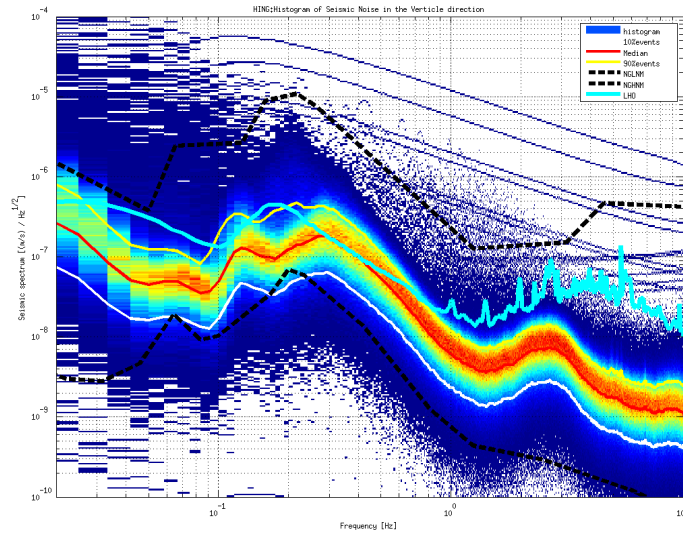 HING;Histogram of Seismic Noise in the Verticle direction
10^-4
10^-5
10^-6
10^-7
10^-8
10^-9
10^-10
Seismic spectrum [(m/s) / Hz^1/2]
histogram
10%events
Median
90%events
NGLNM
NGHNM
LHO
10^-1
10^0
10^1
Frequency [Hz]